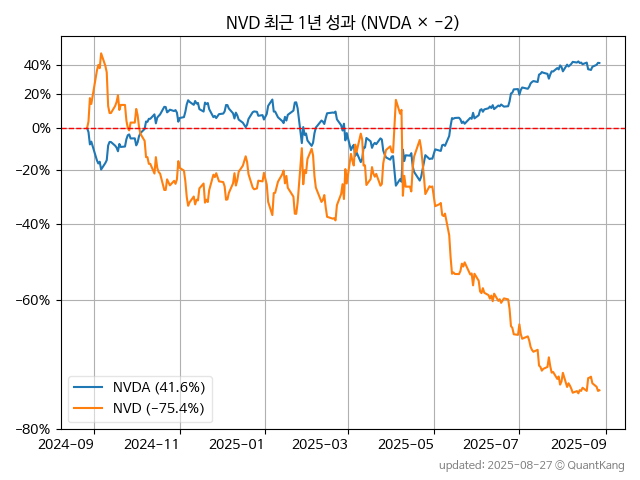 NVD 최근 1년 성과 (NVDA × −2)
40%
20%
0%
−20%
−40%
−60%
−80%
NVDA (41.6%)
NVD (−75.4%)
2024-09 2024-11 2025-01 2025-03 2025-05 2025-07 2025-09
updated: 2025-08-27 © QuantKang